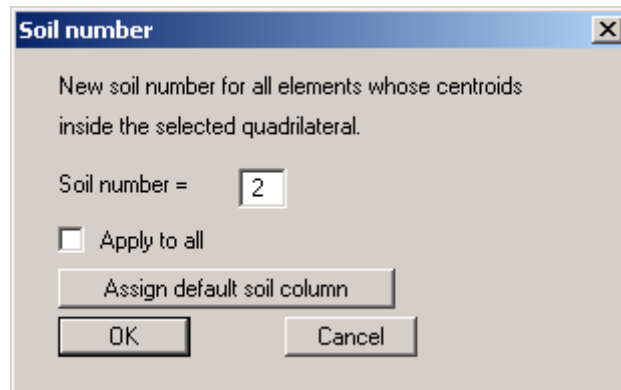 Soil number
New soil number for all elements whose centroids
inside the selected quadrilateral.
Soil number = 2
Apply to all
Assign default soil column
OK Cancel